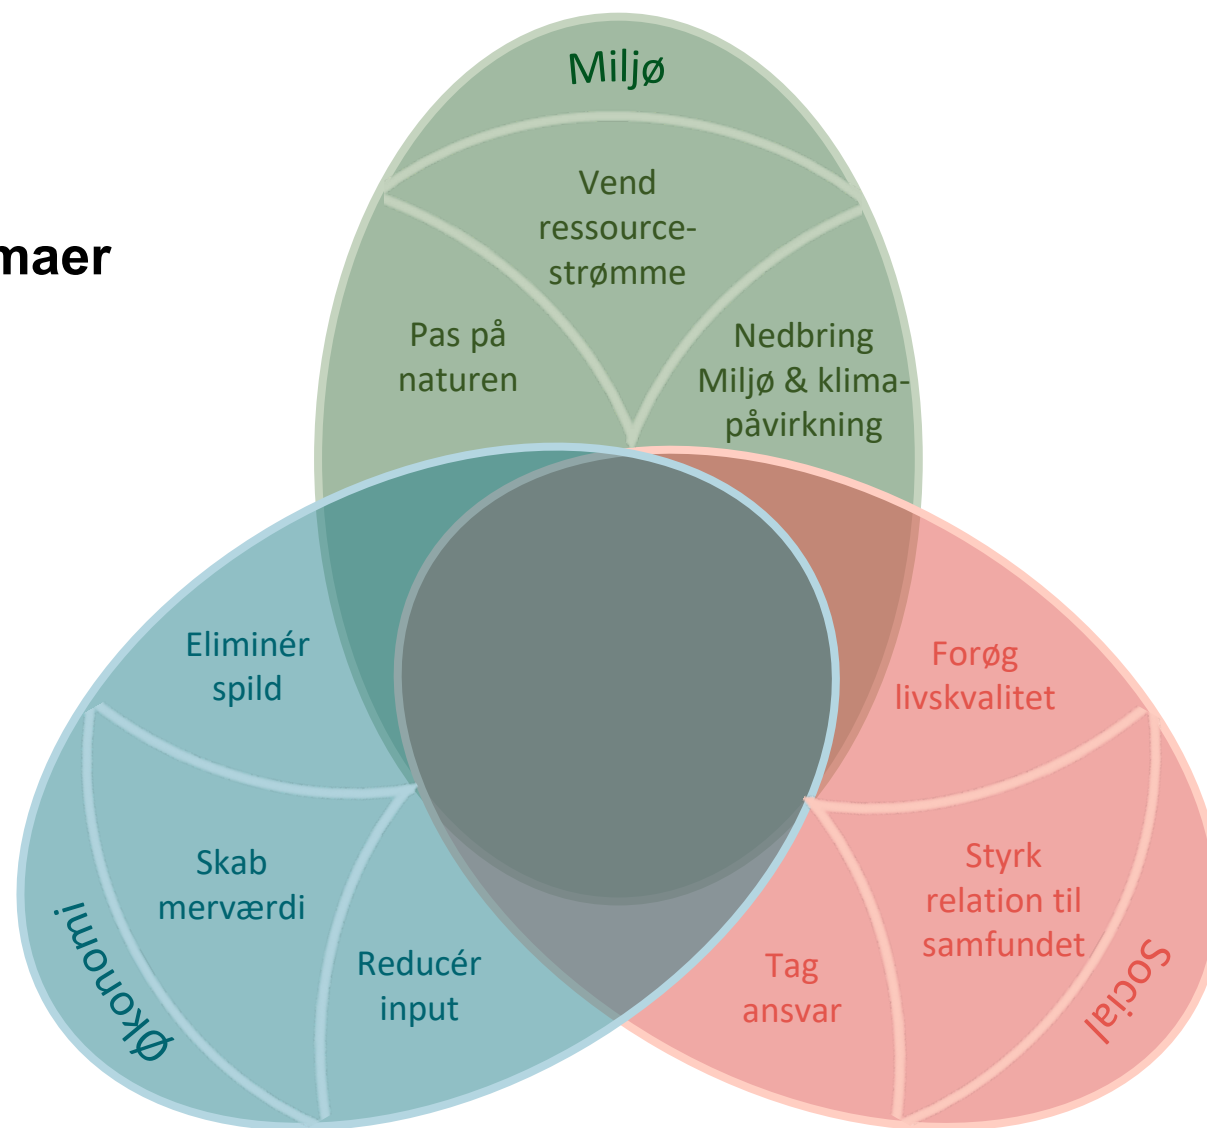 Miljø
maer
Vend
ressource-
strømme
Pas på
naturen
Nedbring
Miljø & klima-
påvirkning
Eliminér
spild
Skab
merværdi
Reducér
input
Økonomi
Forøg
livskvalitet
Styrk
relation til
samfundet
Tag
ansvar
Social